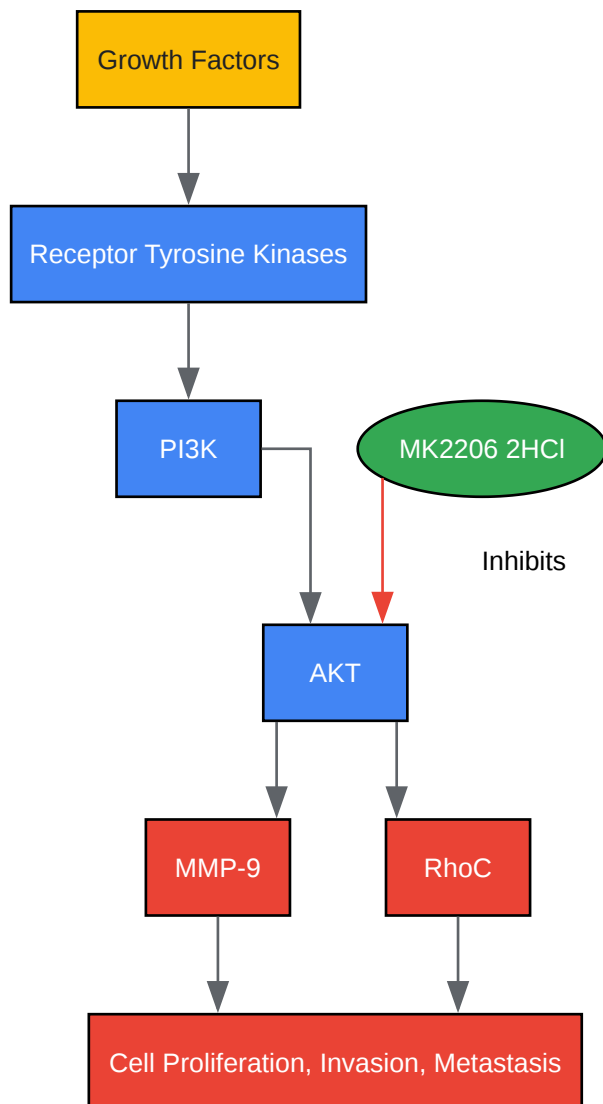 Growth Factors
Receptor Tyrosine Kinases
PI3K
MK2206 2HCl
Inhibits
AKT
MMP-9
RhoC
Cell Proliferation, Invasion, Metastasis